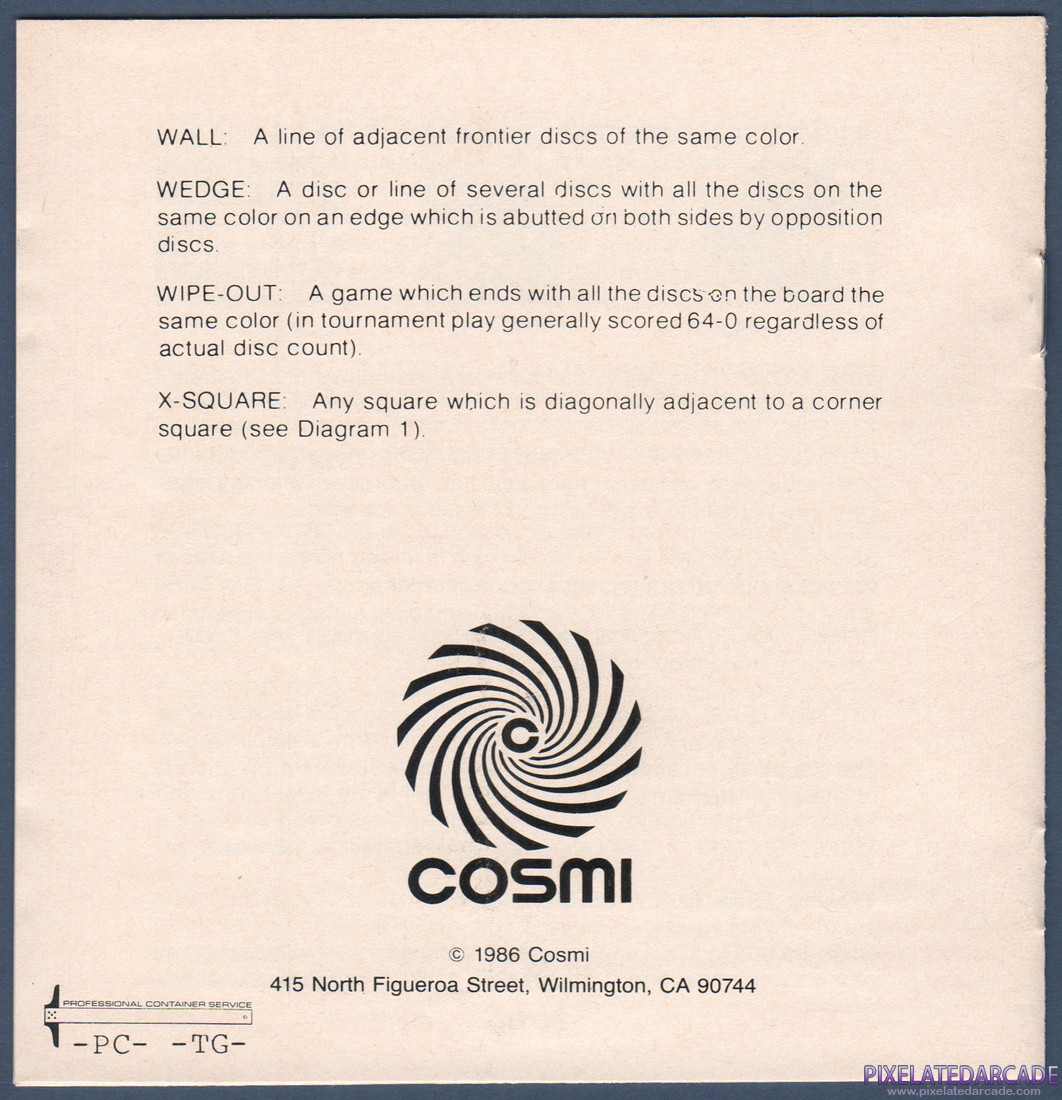 WALL: A line of adjacent frontier discs of the same color.
WEDGE: A disc or line of several discs with all the discs on the
same color on an edge which is abutted on both sides by opposition
discs.
WIPE-OUT: A game which ends with all the discs on the board the
same color (in tournament play generally scored 64-0 regardless of
actual disc count).
X-SQUARE: Any square which is diagonally adjacent to a corner
square (see Diagram 1).
C
COSMI
© 1986 Cosmi
415 North Figueroa Street, Wilmington, CA 90744
PROFESSIONAL CONTAINER SERVICE
-PC- -TG-
PIXELATEDARCADE
www.pixelatedarcade.com